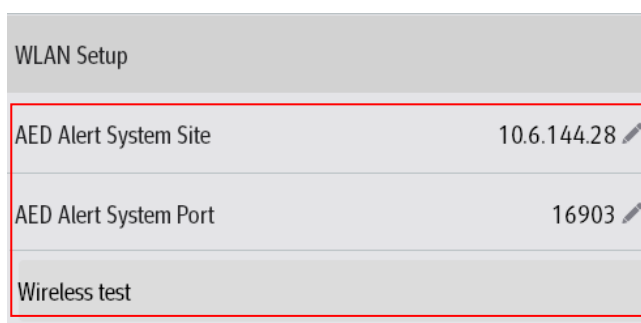 WLAN Setup
AED Alert System Site 10.6.144.28
AED Alert System Port 16903
Wireless test